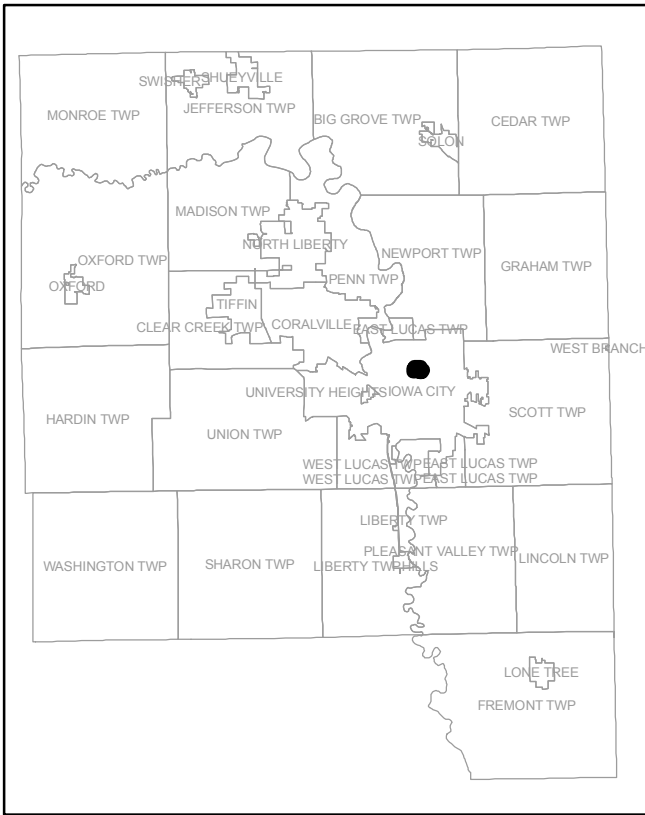 SHUEYVILLE
SWISHER
JEFFERSON TWP
MONROE TWP
BIG GROVE TWP
CEDAR TWP
SOLON
MADISON TWP
NORTH LIBERTY
OXFORD TWP
NEWPORT TWP
GRAHAM TWP
PENN TWP
OXFORD
TIFFIN
CLEAR CREEK TWP
CORALVILLE
EAST LUCAS TWP
WEST BRANCH
UNIVERSITY HEIGHTS
IOWA CITY
HARDIN TWP
SCOTT TWP
UNION TWP
WEST LUCAS TWP
EAST LUCAS TWP
WEST LUCAS TWP
EAST LUCAS TWP
LIBERTY TWP
PLEASANT VALLEY TWP
WASHINGTON TWP
SHARON TWP
LIBERTY TWP
HILLS
LINCOLN TWP
LONE TREE
FREMONT TWP